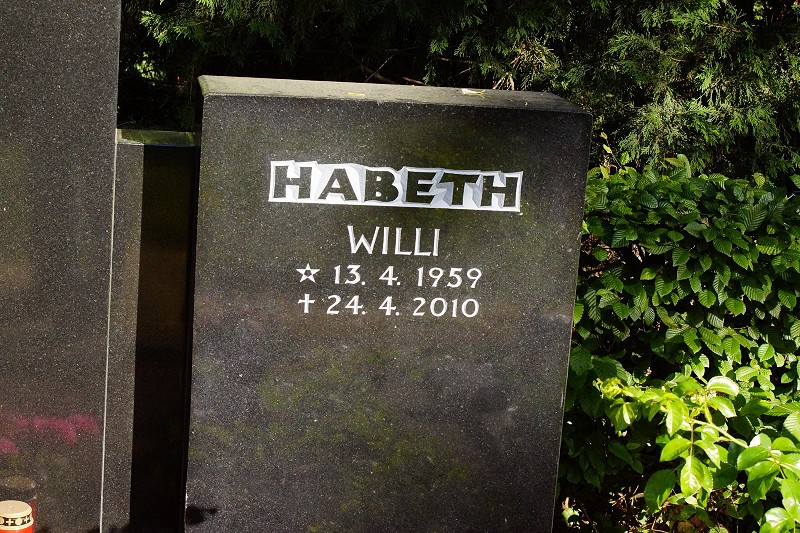 HABETH
WILLI
☆ 13. 4. 1959
✝ 24. 4. 2010